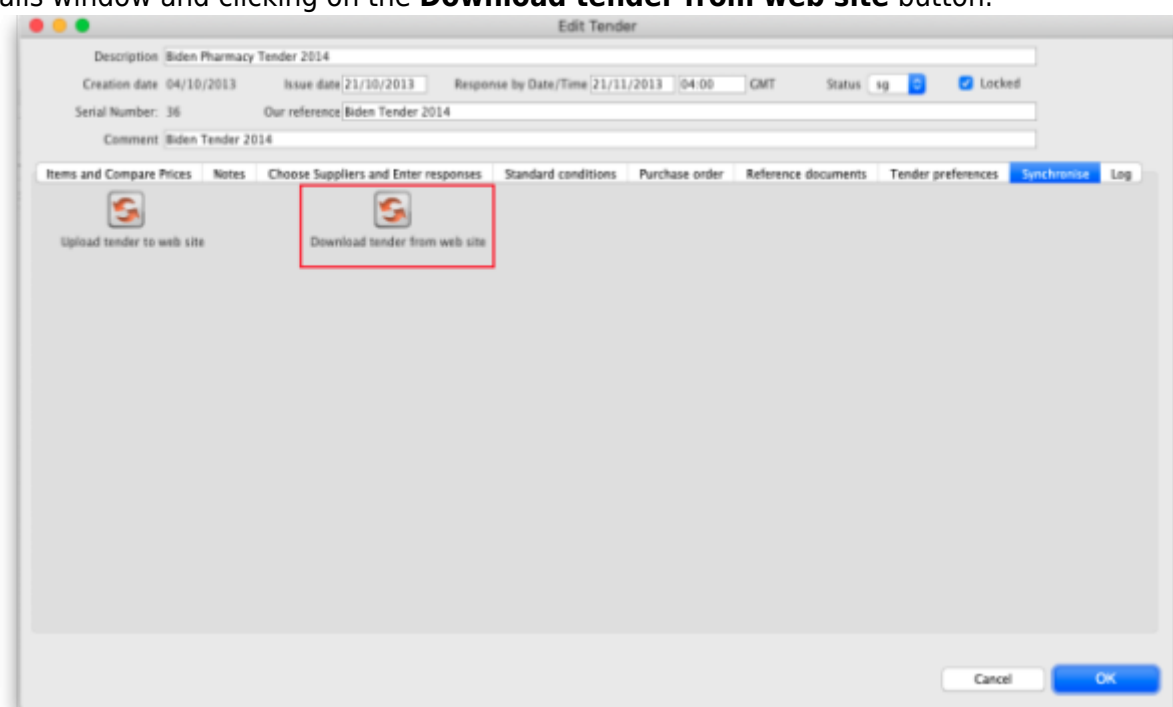 ails window and clicking on the Download tender from web site button:
Edit Tender
Description Biden Pharmacy Tender 2014
Creation date 04/10/2013 Issue date 21/10/2013 Response by Date/Time 21/11/2013 04:00 GMT Status sg Locked
Serial Number: 36 Our reference Biden Tender 2014
Comment Biden Tender 2014
Items and Compare Prices Notes Choose Suppliers and Enter responses Standard conditions Purchase order Reference documents Tender preferences Synchronise Log
Upload tender to web site Download tender from web site
Cancel OK